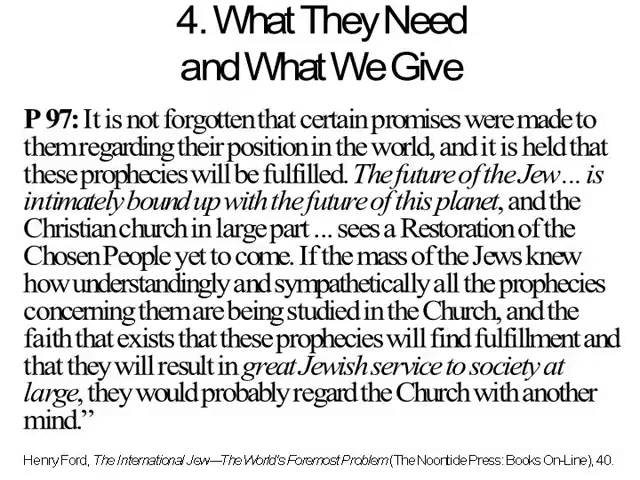 4. What They Need
and What We Give
P 97: It is not forgotten that certain promises were made to
them regarding their position in the world, and it is held that
these prophecies will be fulfilled. The future of the Jew… is
intimately bound up with the future of this planet, and the
Christian church in large part ... sees a Restoration of the
Chosen People yet to come. If the mass of the Jews knew
how understandingly and sympathetically all the prophecies
concerning them are being studied in the Church, and the
faith that exists that these prophecies will find fulfillment and
that they will result in great Jewish service to society at
large, they would probably regard the Church with another
mind.”
Henry Ford, The International Jew—The World's Foremost Problem (The Noontide Press: Books On-Line), 40.